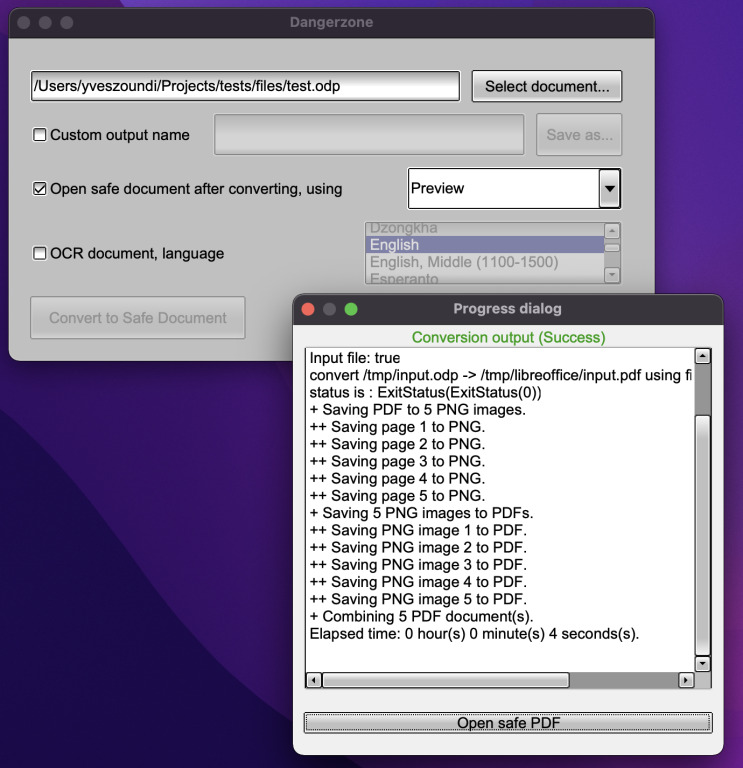 Dangerzone
/Users/yveszoundi/Projects/tests/files/test.odp
Select document...
Custom output name
Save as...
Open safe document after converting, using
Preview
OCR document, language
Dzongkha
English
English, Middle (1100-1500)
Esperanto
Convert to Safe Document
Progress dialog
Conversion output (Success)
Input file: true
convert /tmp/input.odp -> /tmp/libreoffice/input.pdf using
status is : ExitStatus(ExitStatus(0))
+ Saving PDF to 5 PNG images.
++ Saving page 1 to PNG.
++ Saving page 2 to PNG.
++ Saving page 3 to PNG.
++ Saving page 4 to PNG.
++ Saving page 5 to PNG.
+ Saving 5 PNG images to PDFs.
++ Saving PNG image 1 to PDF.
++ Saving PNG image 2 to PDF.
++ Saving PNG image 3 to PDF.
++ Saving PNG image 4 to PDF.
++ Saving PNG image 5 to PDF.
+ Combining 5 PDF document(s).
Elapsed time: 0 hour(s) 0 minute(s) 4 seconds(s).
Open safe PDF